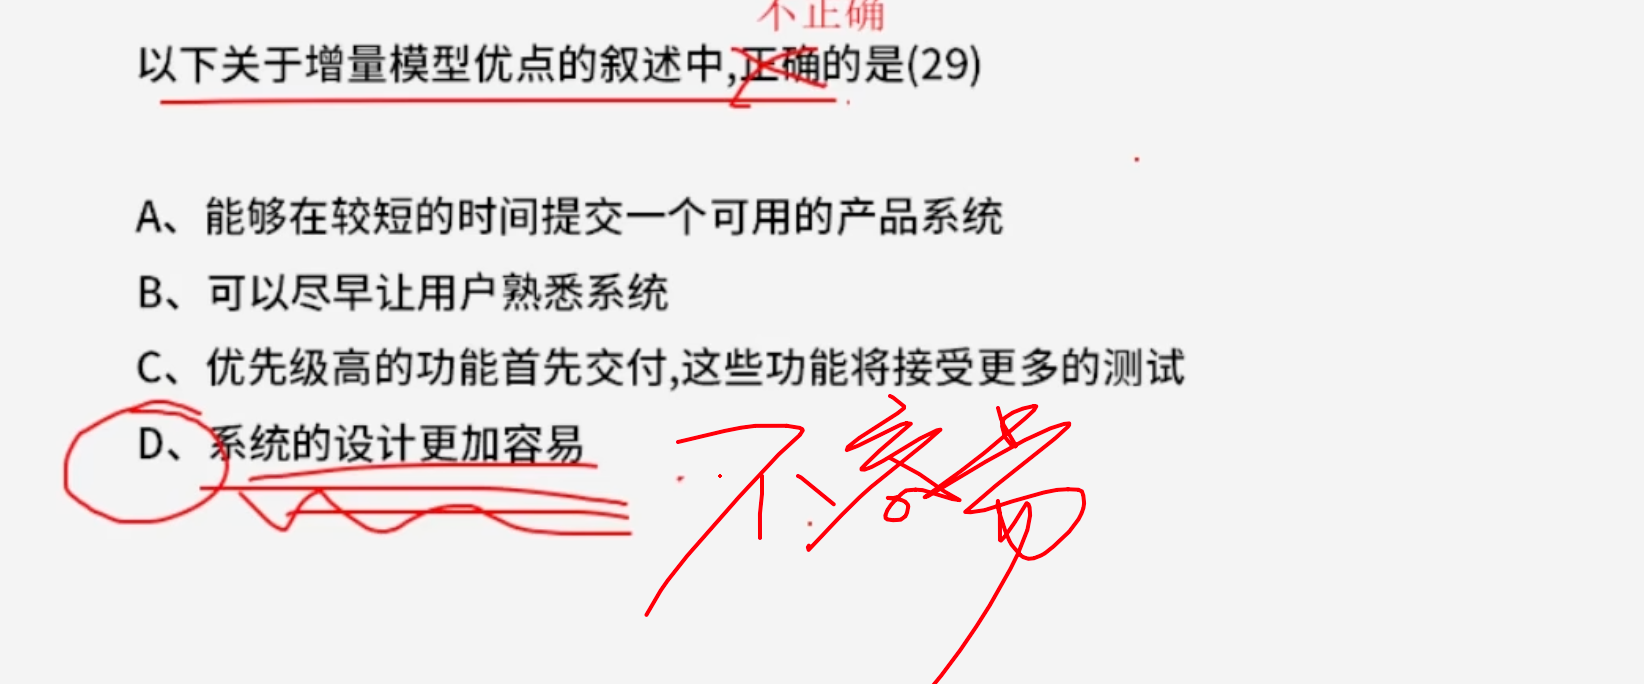 不正确
以下关于增量模型优点的叙述中,正确的是(29)
A、能够在较短的时间提交一个可用的产品系统
B、可以尽早让用户熟悉系统
C、优先级高的功能首先交付,这些功能将接受更多的测试
D、系统的设计更加容易
不容易